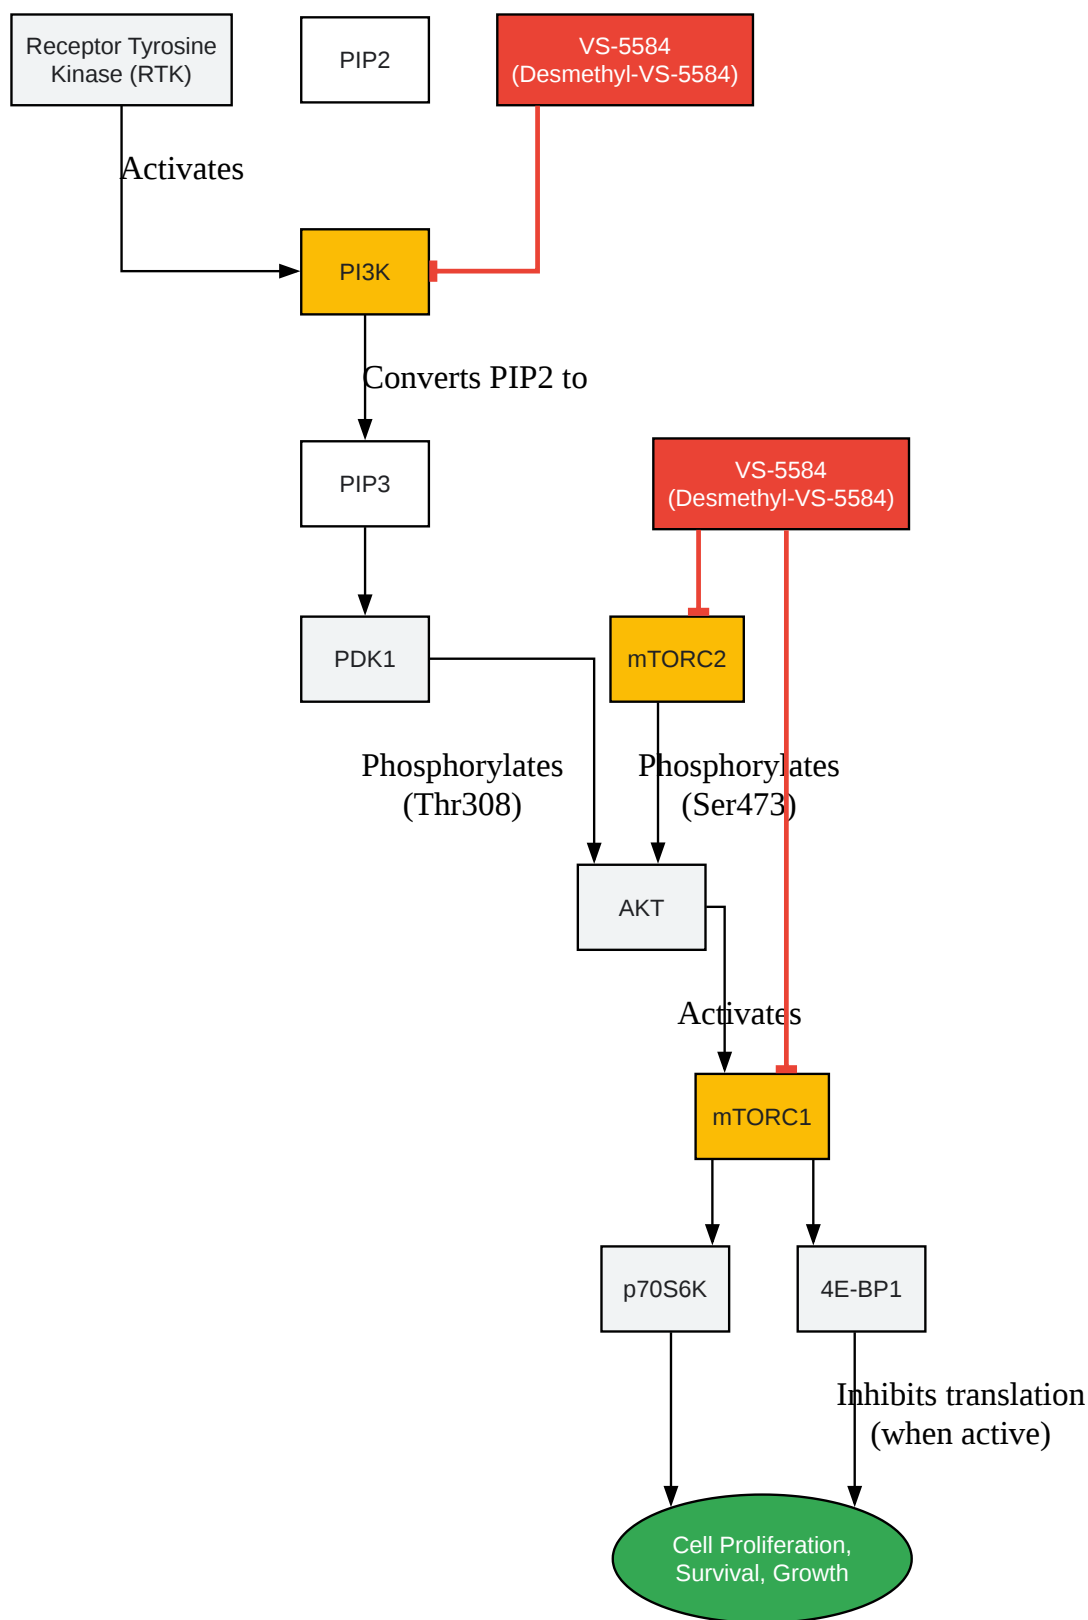 Receptor Tyrosine
Kinase (RTK)
PIP2
VS-5584
(Desmethyl-VS-5584)
Activates
PI3K
Converts PIP2 to
PIP3
VS-5584
(Desmethyl-VS-5584)
PDK1
mTORC2
Phosphorylates
(Thr308)
Phosphorylates
(Ser473)
AKT
Activates
mTORC1
p70S6K
4E-BP1
Inhibits translation
(when active)
Cell Proliferation,
Survival, Growth